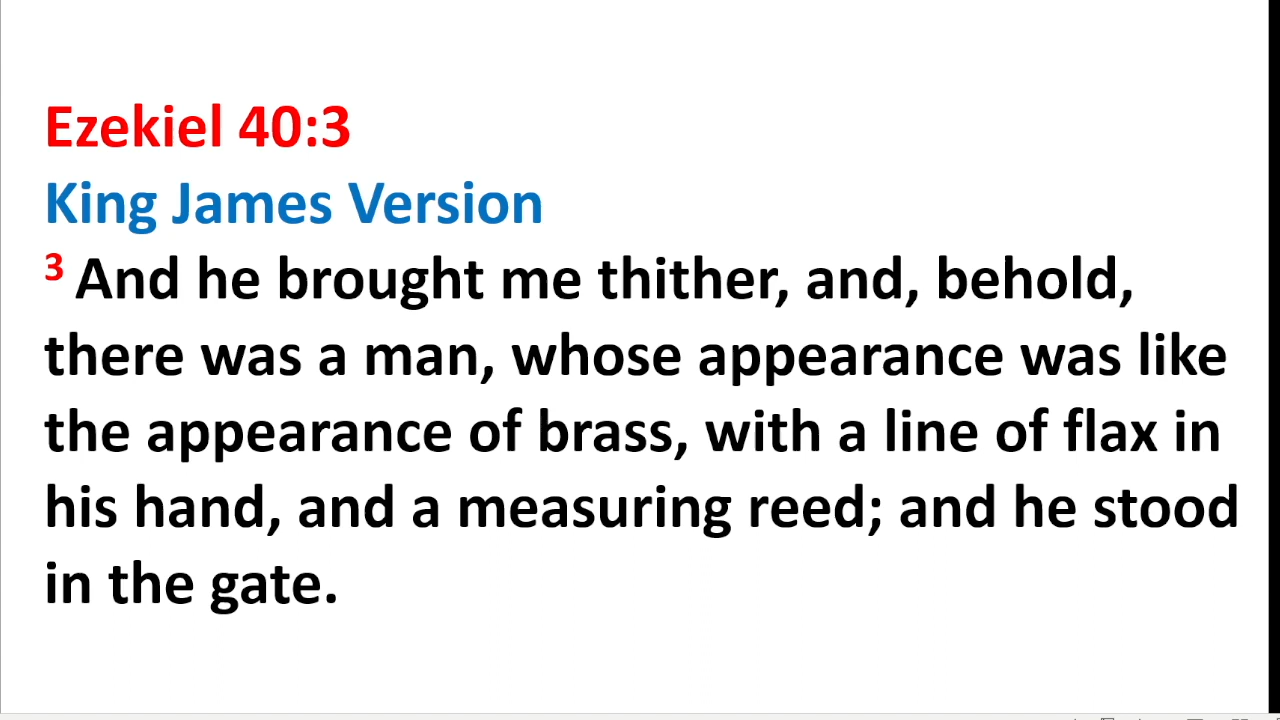 Ezekiel 40:3
King James Version
3 And he brought me thither, and, behold,
there was a man, whose appearance was like
the appearance of brass, with a line of flax in
his hand, and a measuring reed; and he stood
in the gate.